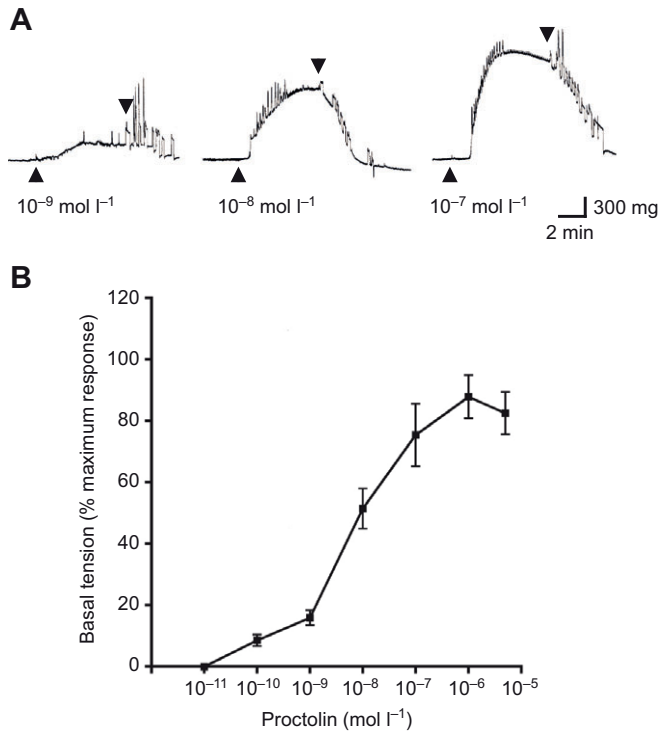 A
10⁻⁹ mol l⁻¹
10⁻⁸ mol l⁻¹
10⁻⁷ mol l⁻¹
300 mg
2 min
B
Basal tension (% maximum response)
120
100
80
60
40
20
0
10⁻¹¹ 10⁻¹⁰ 10⁻⁹ 10⁻⁸ 10⁻⁷ 10⁻⁶ 10⁻⁵
Proctolin (mol l⁻¹)